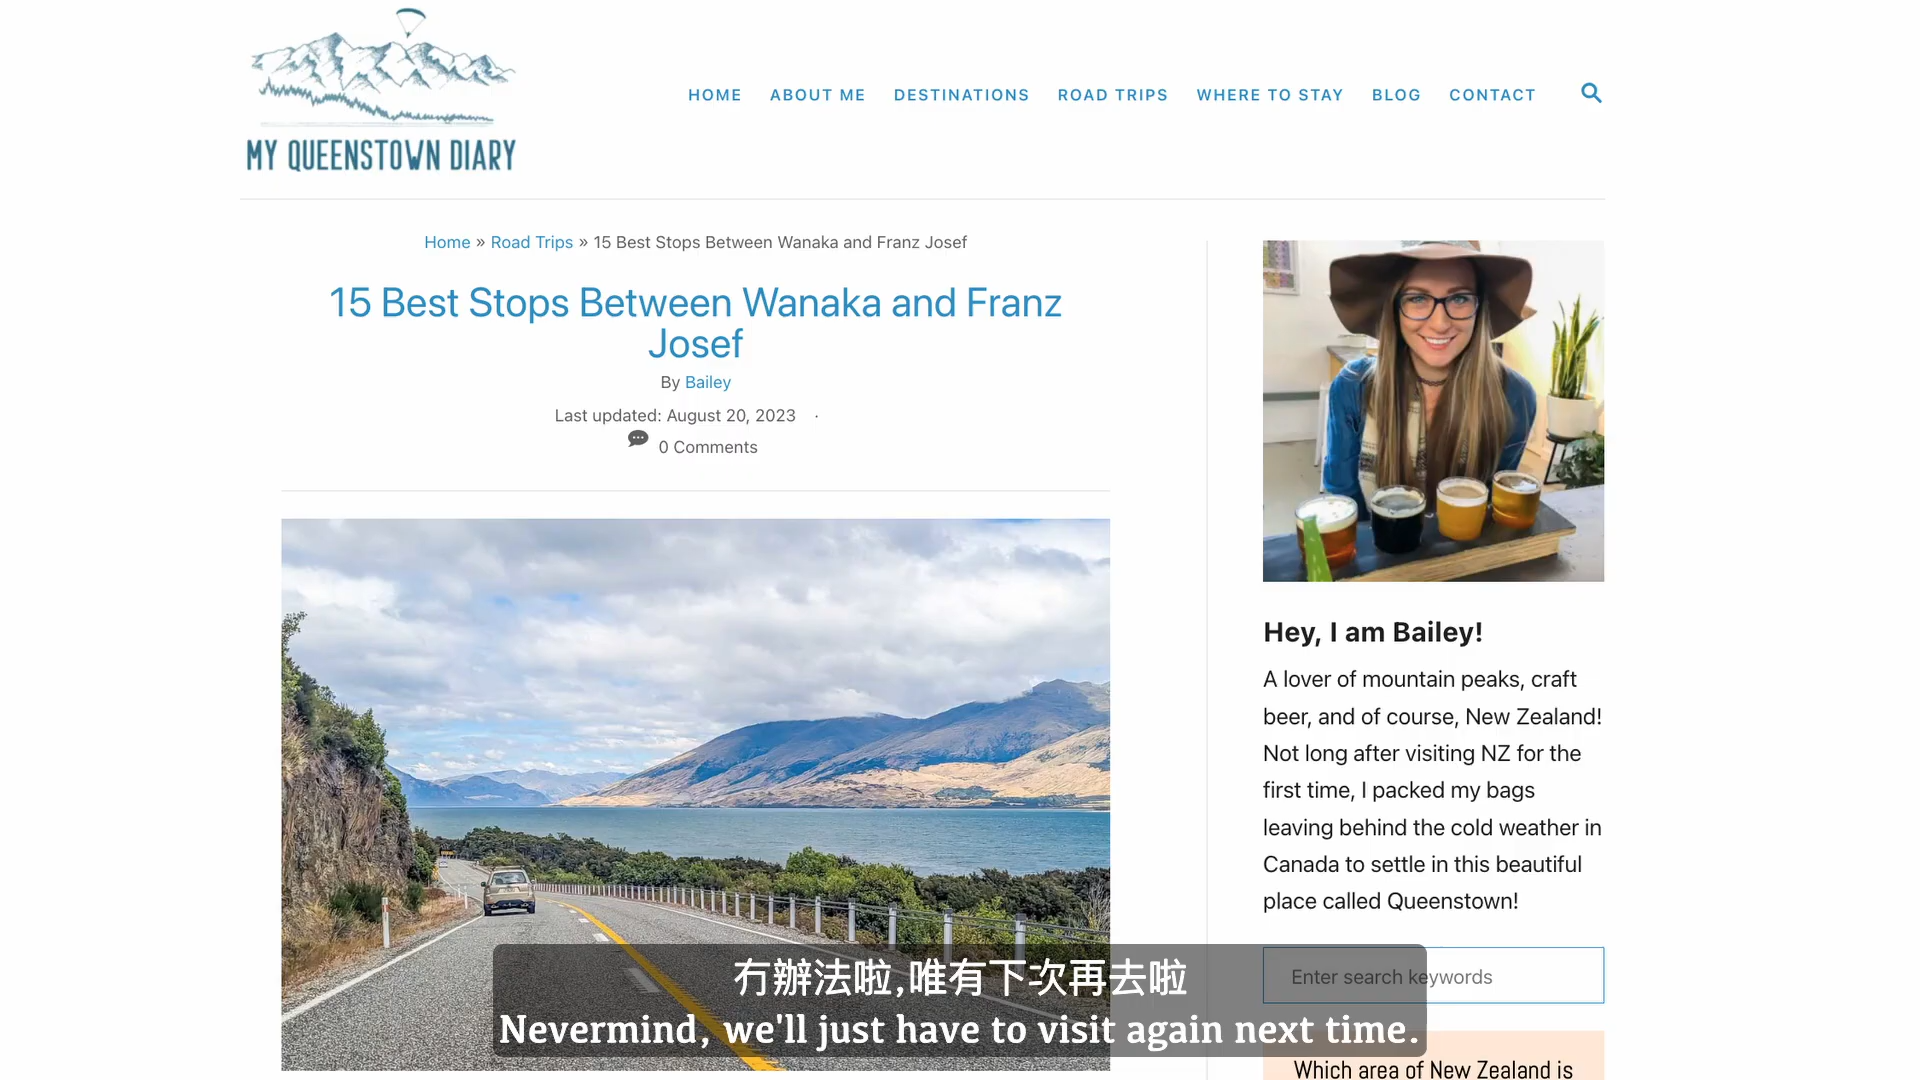 MY QUEENSTOWN DIARY
HOME ABOUT ME DESTINATIONS ROAD TRIPS WHERE TO STAY BLOG CONTACT
Home » Road Trips » 15 Best Stops Between Wanaka and Franz Josef
15 Best Stops Between Wanaka and Franz
Josef
By Bailey
Last updated: August 20, 2023 ·
0 Comments
Hey, I am Bailey!
A lover of mountain peaks, craft
beer, and of course, New Zealand!
Not long after visiting NZ for the
first time, I packed my bags
leaving behind the cold weather in
Canada to settle in this beautiful
place called Queenstown!
Enter search keywords
Which area of New Zealand is
冇辦法啦,唯有下次再去啦
Nevermind, we'll just have to visit again next time.